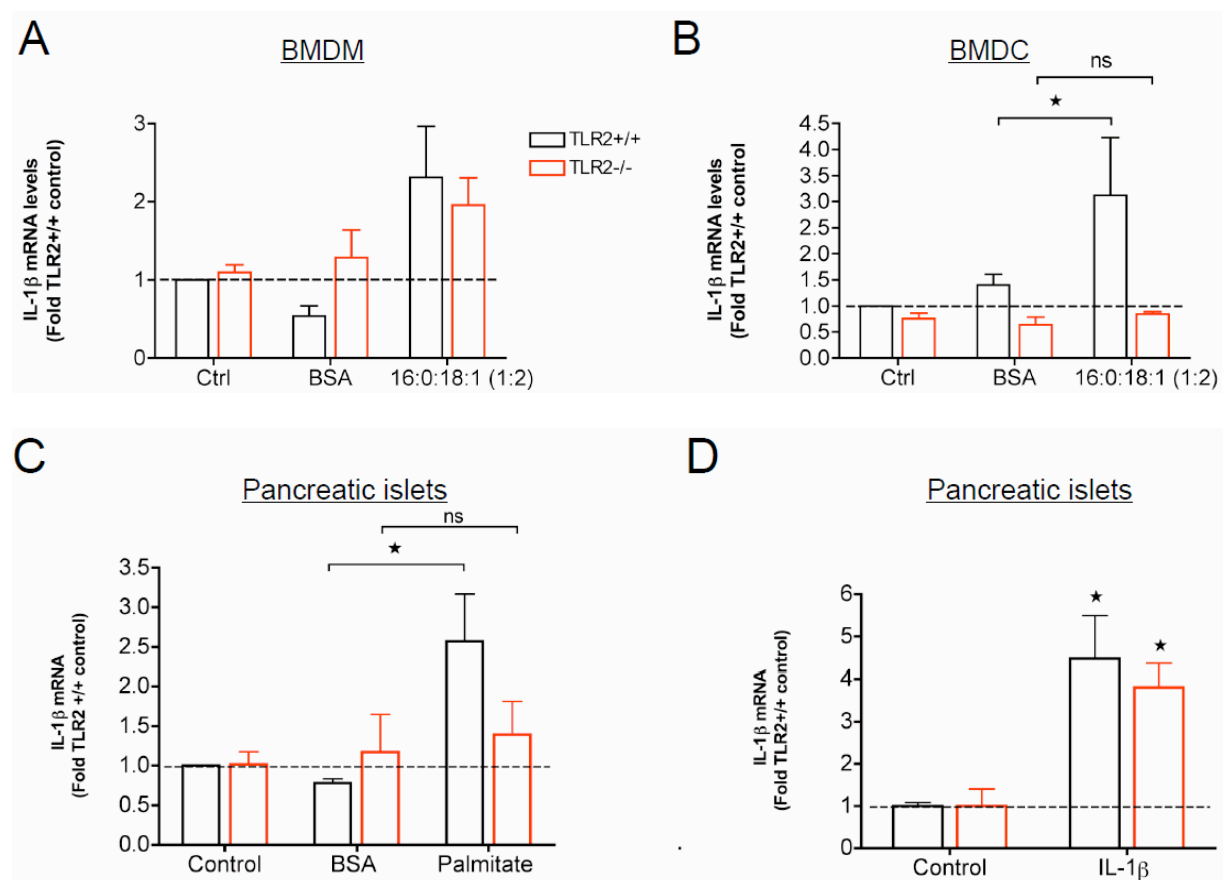 A
BMDM
IL-1β mRNA levels
(Fold TLR2+/+ control)
3
2
1
0
Ctrl
BSA
16:0:18:1 (1:2)
TLR2+/+
TLR2-/-
B
BMDC
ns
★
IL-1β mRNA levels
(Fold TLR2+/+ control
4.5
4.0
3.5
3.0
2.5
2.0
1.5
1.0
0.5
0.0
Ctrl
BSA
16:0:18:1 (1:2)
C
Pancreatic islets
ns
★
IL-1β mRNA
(Fold TLR2 +/+ control)
3.5
3.0
2.5
2.0
1.5
1.0
0.5
0.0
Control
BSA
Palmitate
D
Pancreatic islets
★
★
IL-1β mRNA
(Fold TLR2+/+ control)
6
5
4
3
2
1
0
Control
IL-1β